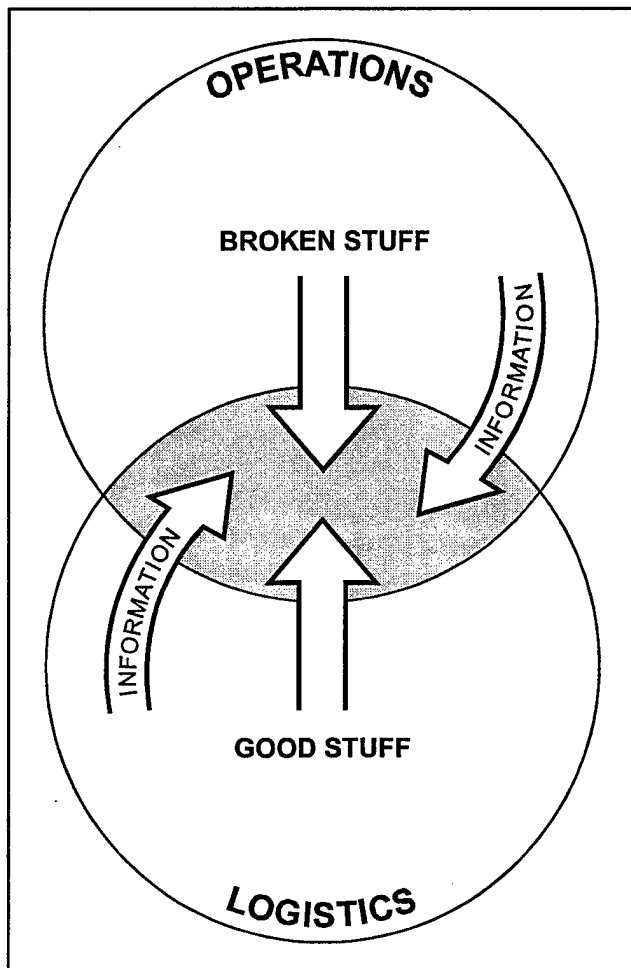 OPERATIONS
BROKEN STUFF
INFORMATION
INFORMATION
GOOD STUFF
LOGISTICS